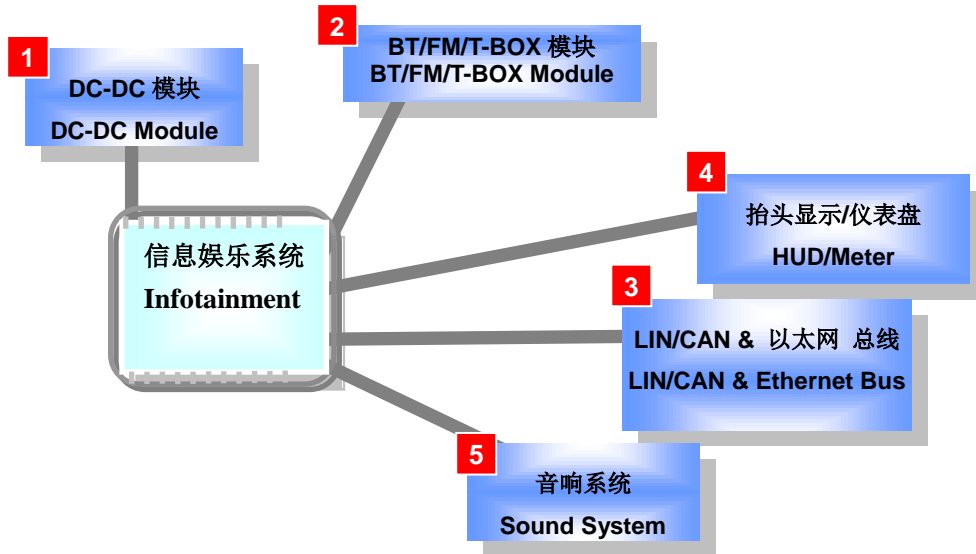 1
DC-DC 模块
DC-DC Module
2
BT/FM/T-BOX 模块
BT/FM/T-BOX Module
4
抬头显示/仪表盘
HUD/Meter
信息娱乐系统
Infotainment
3
LIN/CAN & 以太网 总线
LIN/CAN & Ethernet Bus
5
音响系统
Sound System